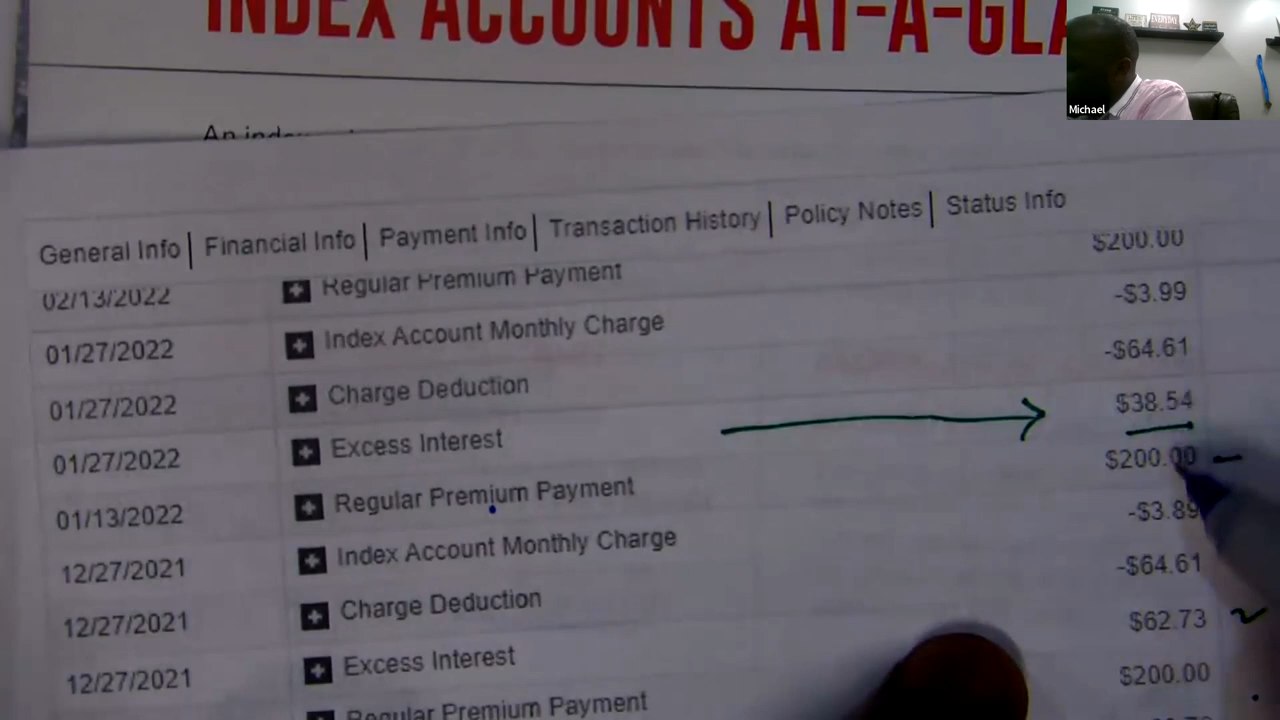 INDEX ACCOUNTS AT-A-GLA
An
Michael
General Info | Financial Info | Payment Info | Transaction History | Policy Notes | Status Info
02/13/2022 Regular Premium Payment $200.00
01/27/2022 Index Account Monthly Charge -$3.99
01/27/2022 Charge Deduction -$64.61
01/27/2022 Excess Interest $38.54
01/13/2022 Regular Premium Payment $200.00
12/27/2021 Index Account Monthly Charge -$3.89
12/27/2021 Charge Deduction -$64.61
12/27/2021 Excess Interest $62.73
Regular Premium Payment $200.00